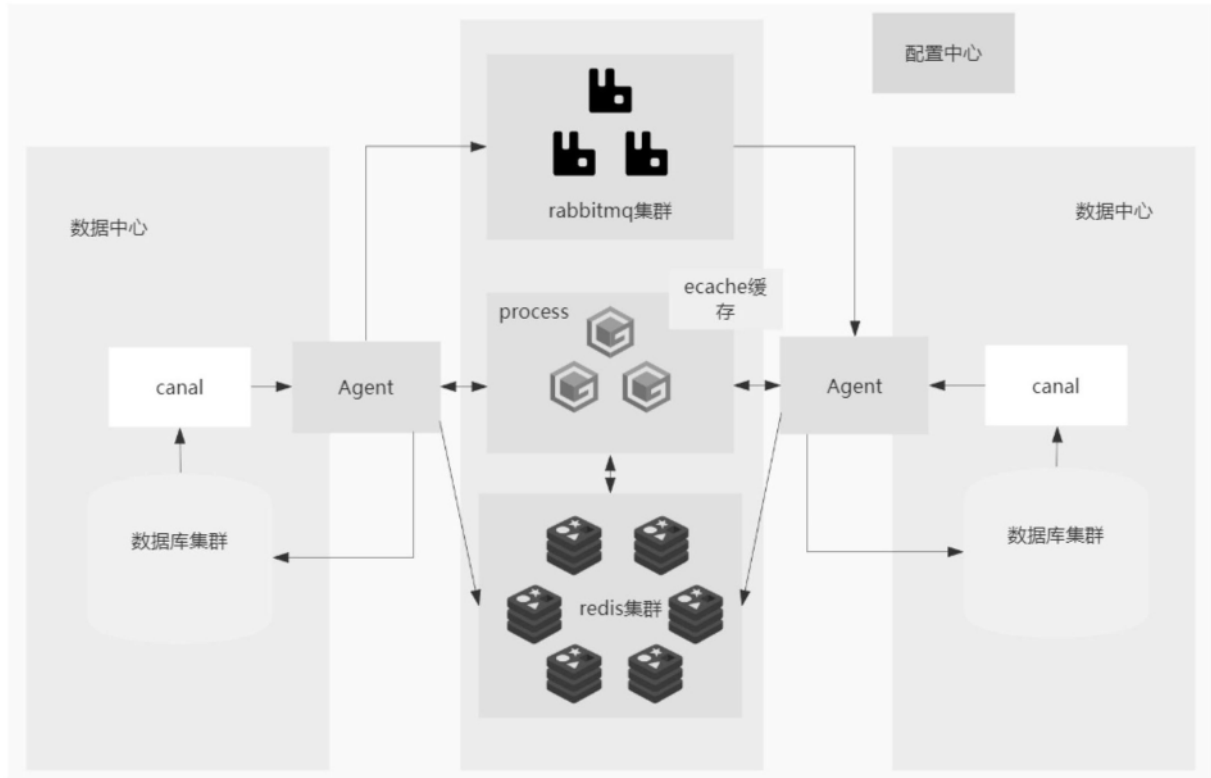 配置中心
rabbitmq集群
数据中心
数据中心
ecache缓
存
process
canal
Agent
Agent
canal
数据库集群
数据库集群
redis集群